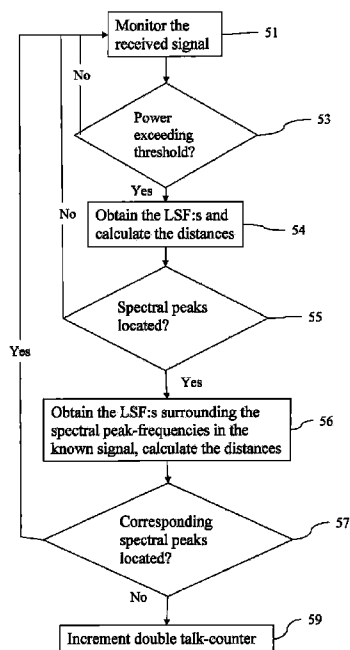 Monitor the
received signal
51
No
Power
exceeding
threshold?
53
Yes
No
Obtain the LSF:s and
calculate the distances
54
Spectral peaks
located?
55
Yes
Yes
Obtain the LSF:s surrounding the
spectral peak-frequencies in the
known signal, calculate the distances
56
Corresponding
spectral peaks
located?
57
No
59
Increment double talk-counter